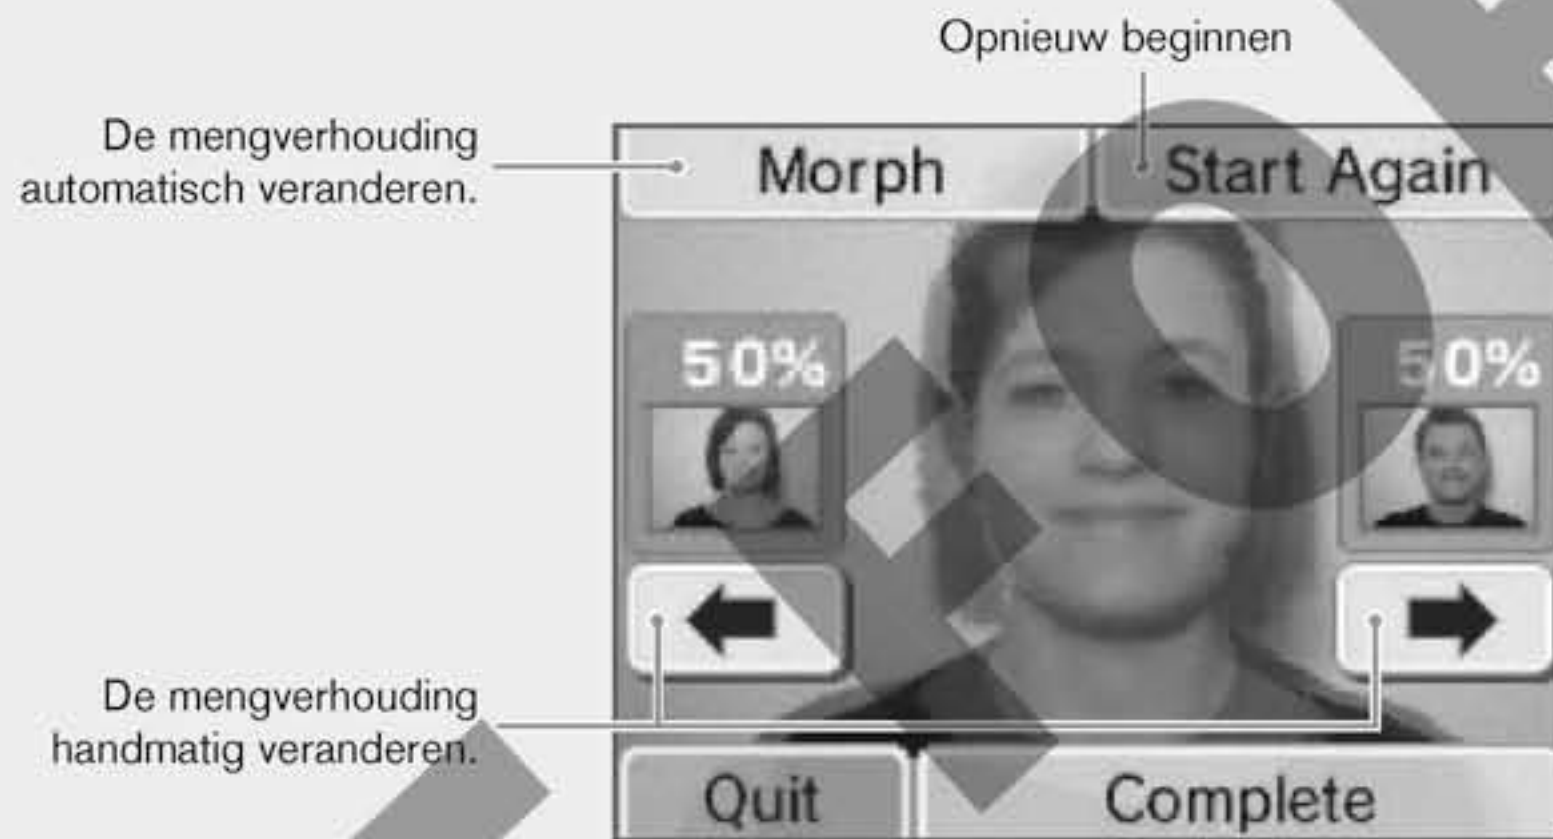 Opnieuw beginnen
De mengverhouding
automatisch veranderen.
Morph
Start Again
50%
50%
De mengverhouding
handmatig veranderen.
Quit
Complete